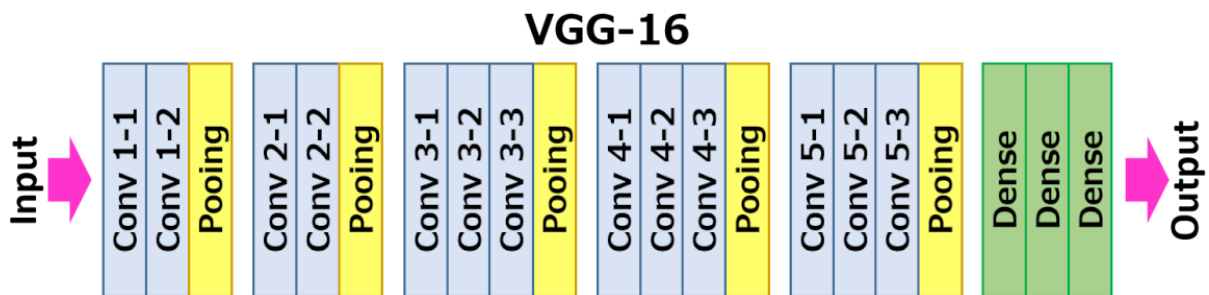 VGG-16
Input
Conv 1-1
Conv 1-2
Pooing
Conv 2-1
Conv 2-2
Pooing
Conv 3-1
Conv 3-2
Conv 3-3
Pooing
Conv 4-1
Conv 4-2
Conv 4-3
Pooing
Conv 5-1
Conv 5-2
Conv 5-3
Pooing
Dense
Dense
Dense
Output